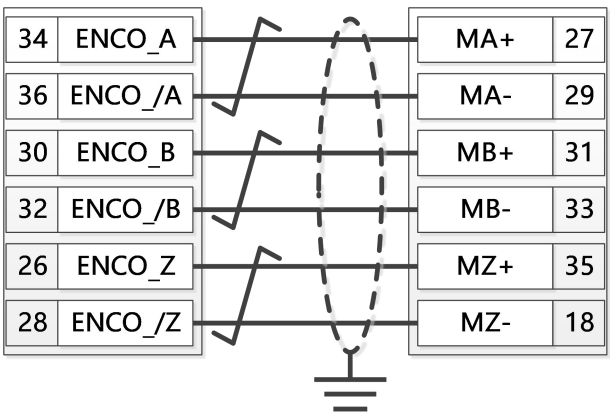 34 ENCO_A MA+ 27
36 ENCO_/A MA- 29
30 ENCO_B MB+ 31
32 ENCO_/B MB- 33
26 ENCO_Z MZ+ 35
28 ENCO_/Z MZ- 18